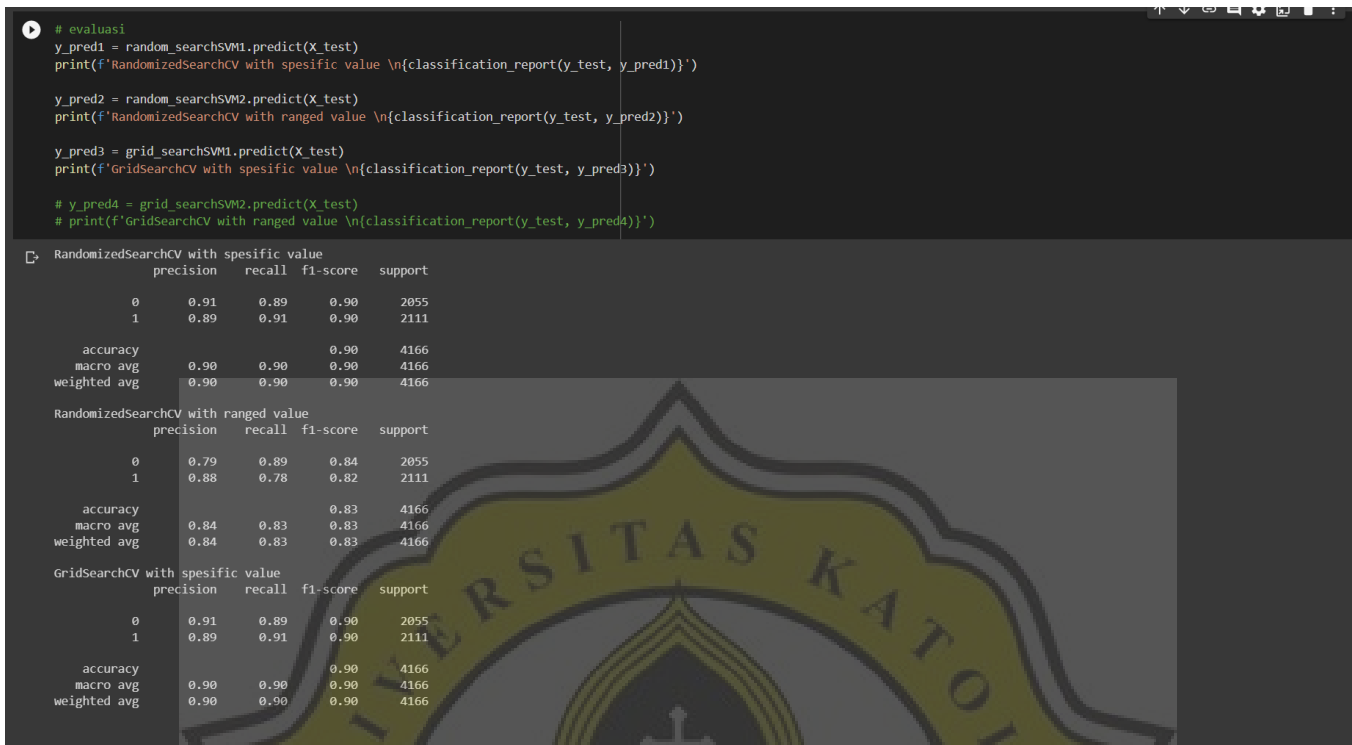 # evaluasi
y_pred1 = random_searchSVM1.predict(X_test)
print(f'RandomizedSearchCV with spesific value \n{classification_report(y_test, y_pred1)}')
y_pred2 = random_searchSVM2.predict(X_test)
print(f'RandomizedSearchCV with ranged value \n{classification_report(y_test, y_pred2)}')
y_pred3 = grid_searchSVM1.predict(X_test)
print(f'GridSearchCV with spesific value \n{classification_report(y_test, y_pred3)}')
# y_pred4 = grid_searchSVM2.predict(X_test)
# print(f'GridSearchCV with ranged value \n{classification_report(y_test, y_pred4)}')
RandomizedSearchCV with spesific value
precision recall f1-score support
0 0.91 0.89 0.90 2055
1 0.89 0.91 0.90 2111
accuracy 0.90 4166
macro avg 0.90 0.90 0.90 4166
weighted avg 0.90 0.90 0.90 4166
RandomizedSearchCV with ranged value
precision recall f1-score support
0 0.79 0.89 0.84 2055
1 0.88 0.78 0.82 2111
accuracy 0.83 4166
macro avg 0.84 0.83 0.83 4166
weighted avg 0.84 0.83 0.83 4166
GridSearchCV with spesific value
precision recall f1-score support
0 0.91 0.89 0.90 2055
1 0.89 0.91 0.90 2111
accuracy 0.90 4166
macro avg 0.90 0.90 0.90 4166
weighted avg 0.90 0.90 0.90 4166
IVERSITAS KATOL